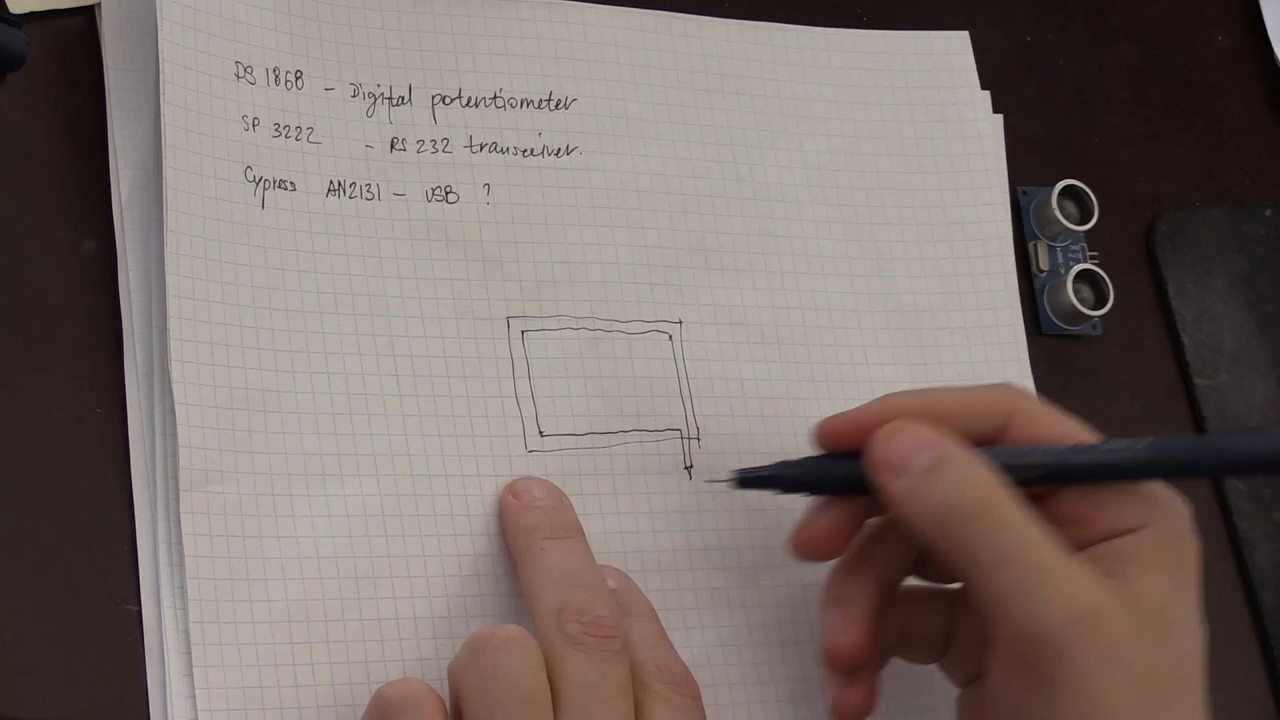 DS 1868 - Digital potentiometer
SP 3222 - RS 232 transceiver.
Cypress AN2131 - USB ?